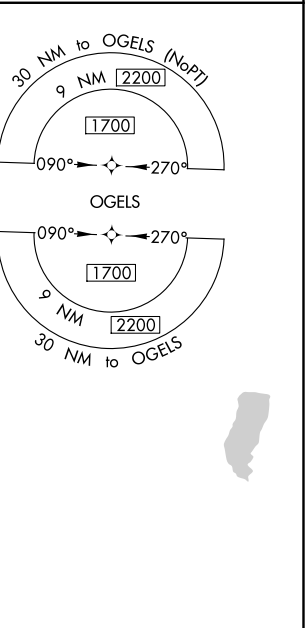 30 NM to OGELS (NoPT)
9 NM 2200
1700
090° 270°
OGELS
090° 270°
1700
9 NM 2200
30 NM to OGELS